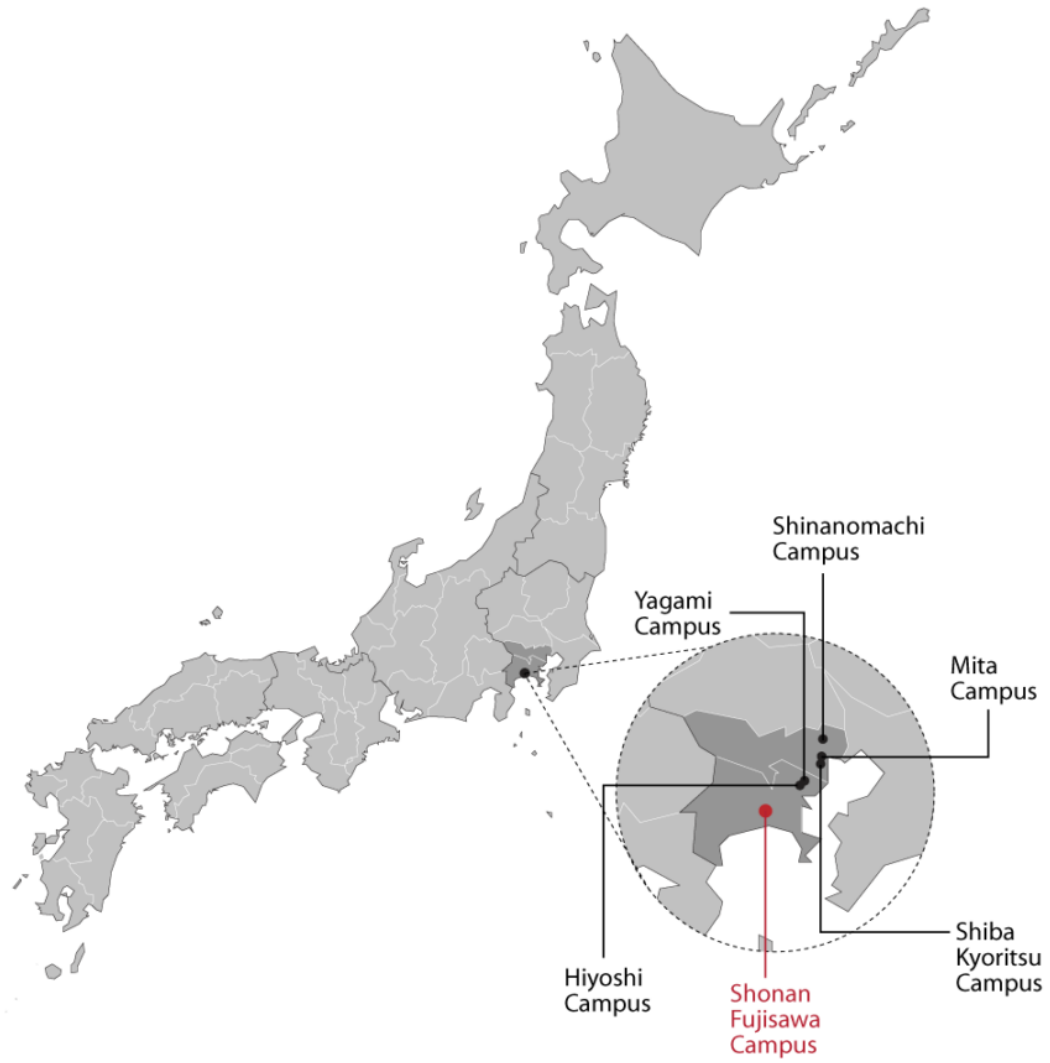 Shinanomachi
Campus
Yagami
Campus
Mita
Campus
Shiba
Kyoritsu
Campus
Hiyoshi
Campus
Shonan
Fujisawa
Campus